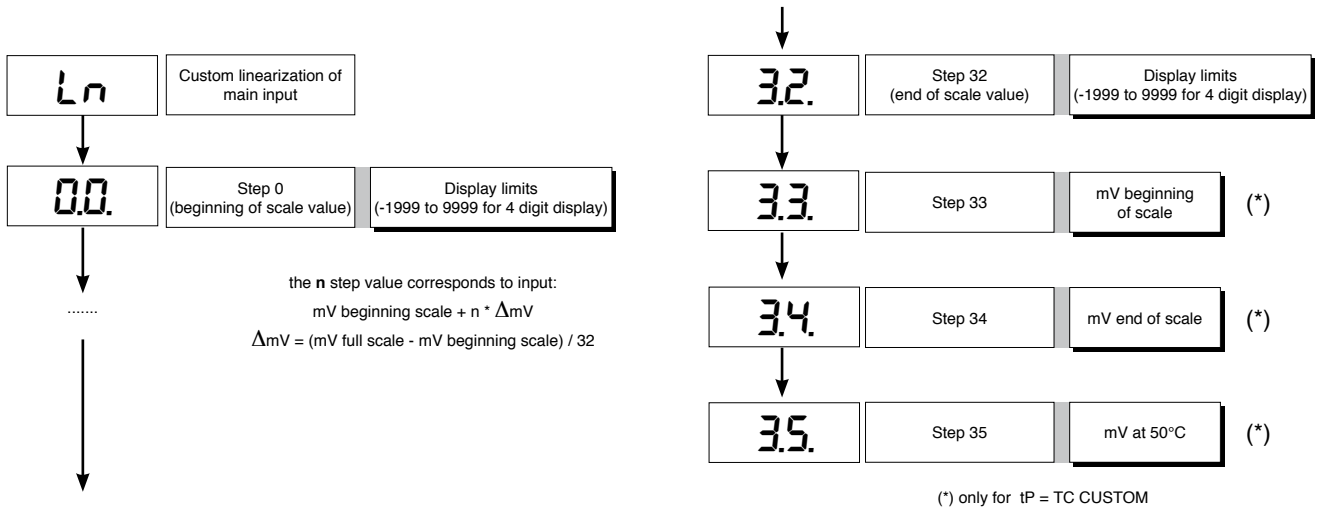 Ln
Custom linearization of
main input
0.0.
Step 0
(beginning of scale value)
Display limits
(-1999 to 9999 for 4 digit display)
.......
the n step value corresponds to input:
mV beginning scale + n * ΔmV
ΔmV = (mV full scale - mV beginning scale) / 32
3.2.
Step 32
(end of scale value)
Display limits
(-1999 to 9999 for 4 digit display)
3.3.
Step 33
mV beginning
of scale
(*)
3.4.
Step 34
mV end of scale
(*)
3.5.
Step 35
mV at 50°C
(*)
(*) only for tP = TC CUSTOM